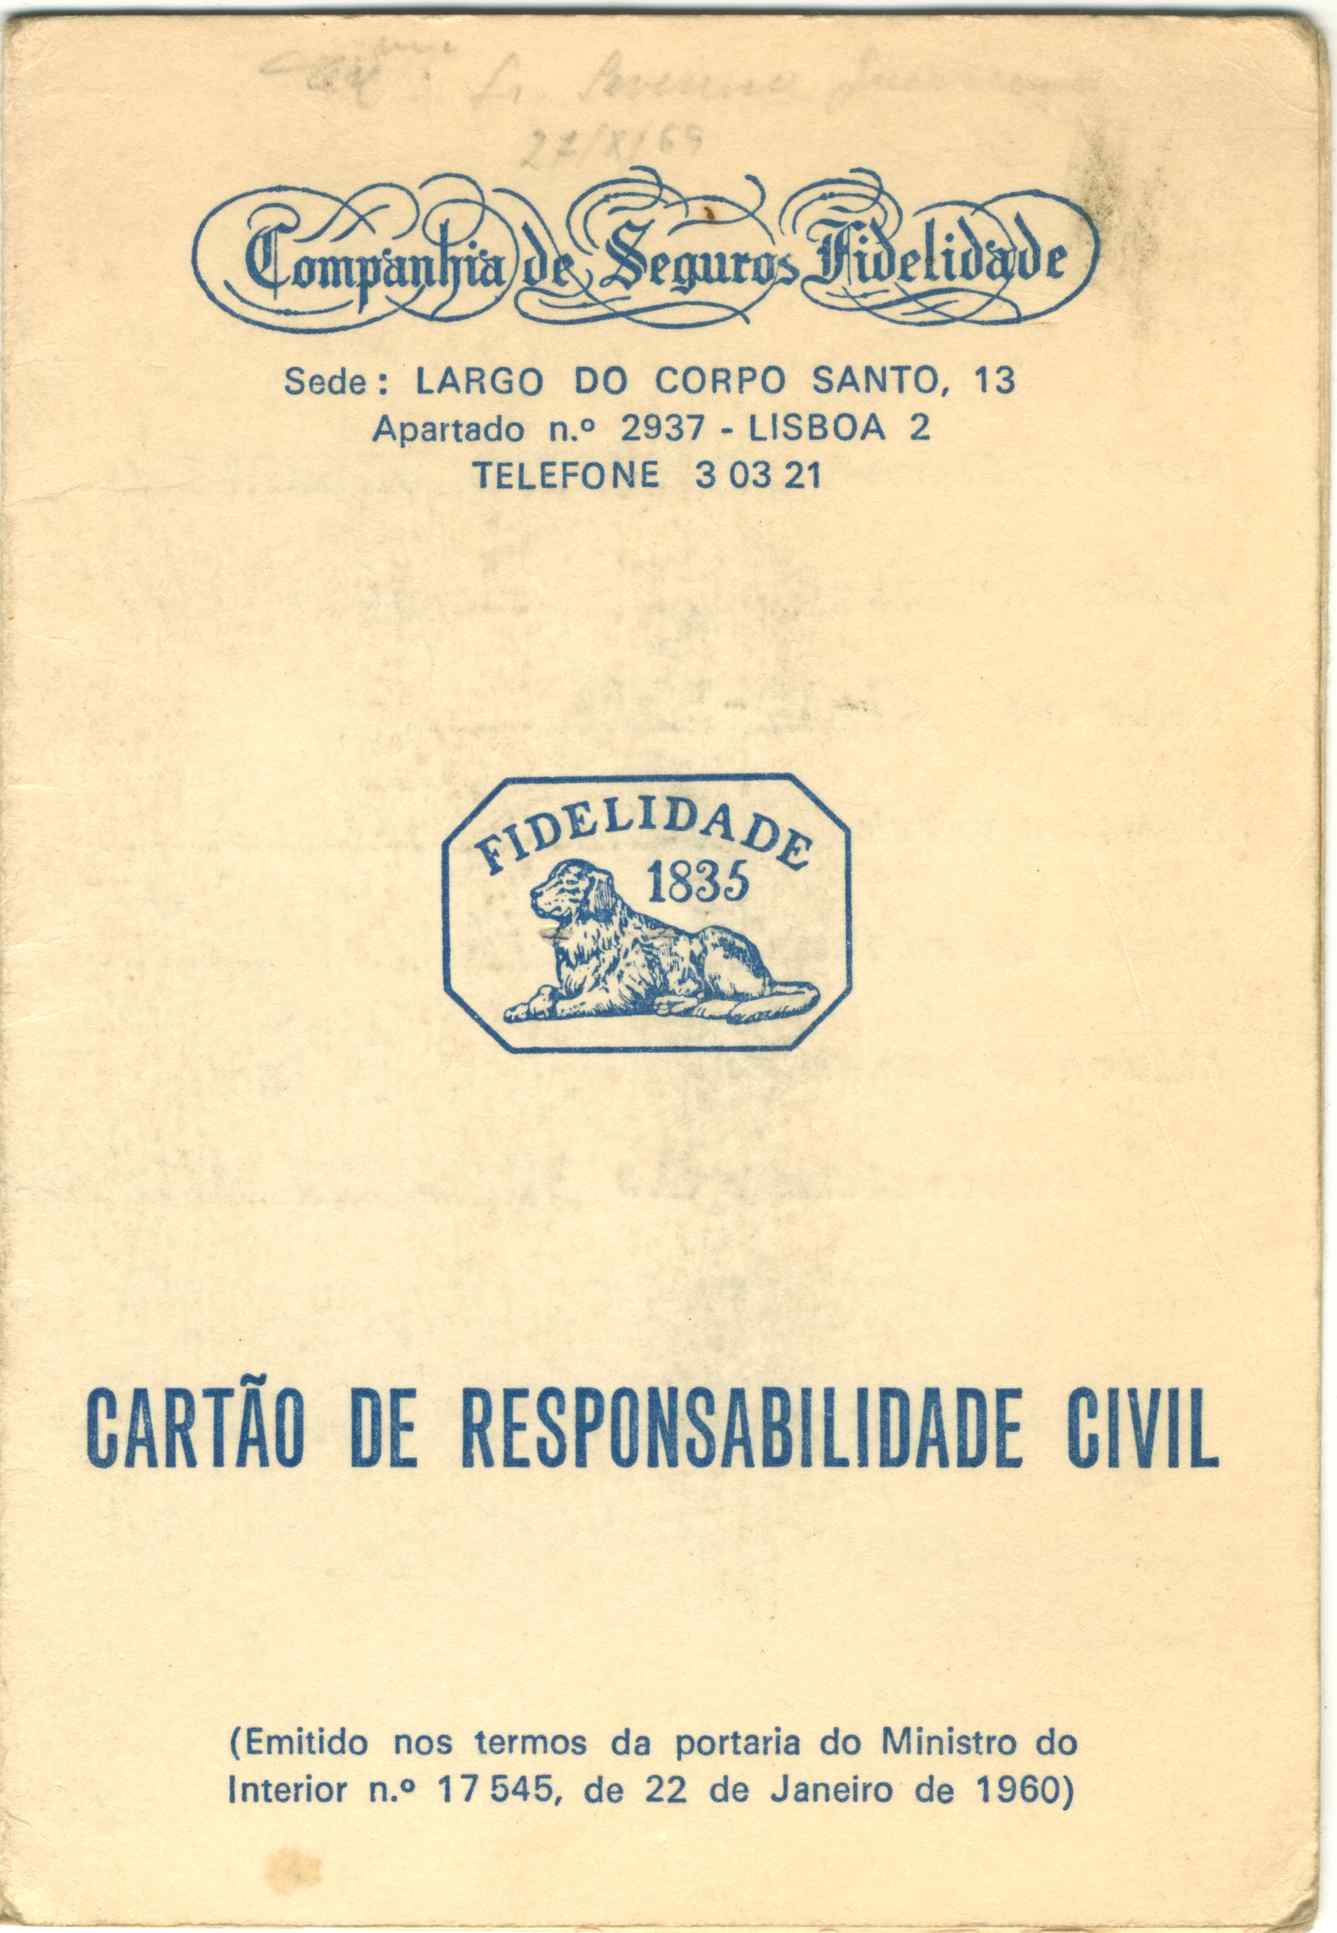 27/X/69
Companhia de Seguros Fidelidade
Sede: LARGO DO CORPO SANTO, 13
Apartado n.º 2937 - LISBOA 2
TELEFONE 3 03 21
FIDELIDADE
1835
CARTÃO DE RESPONSABILIDADE CIVIL
(Emitido nos termos da portaria do Ministro do
Interior n.º 17 545, de 22 de Janeiro de 1960)